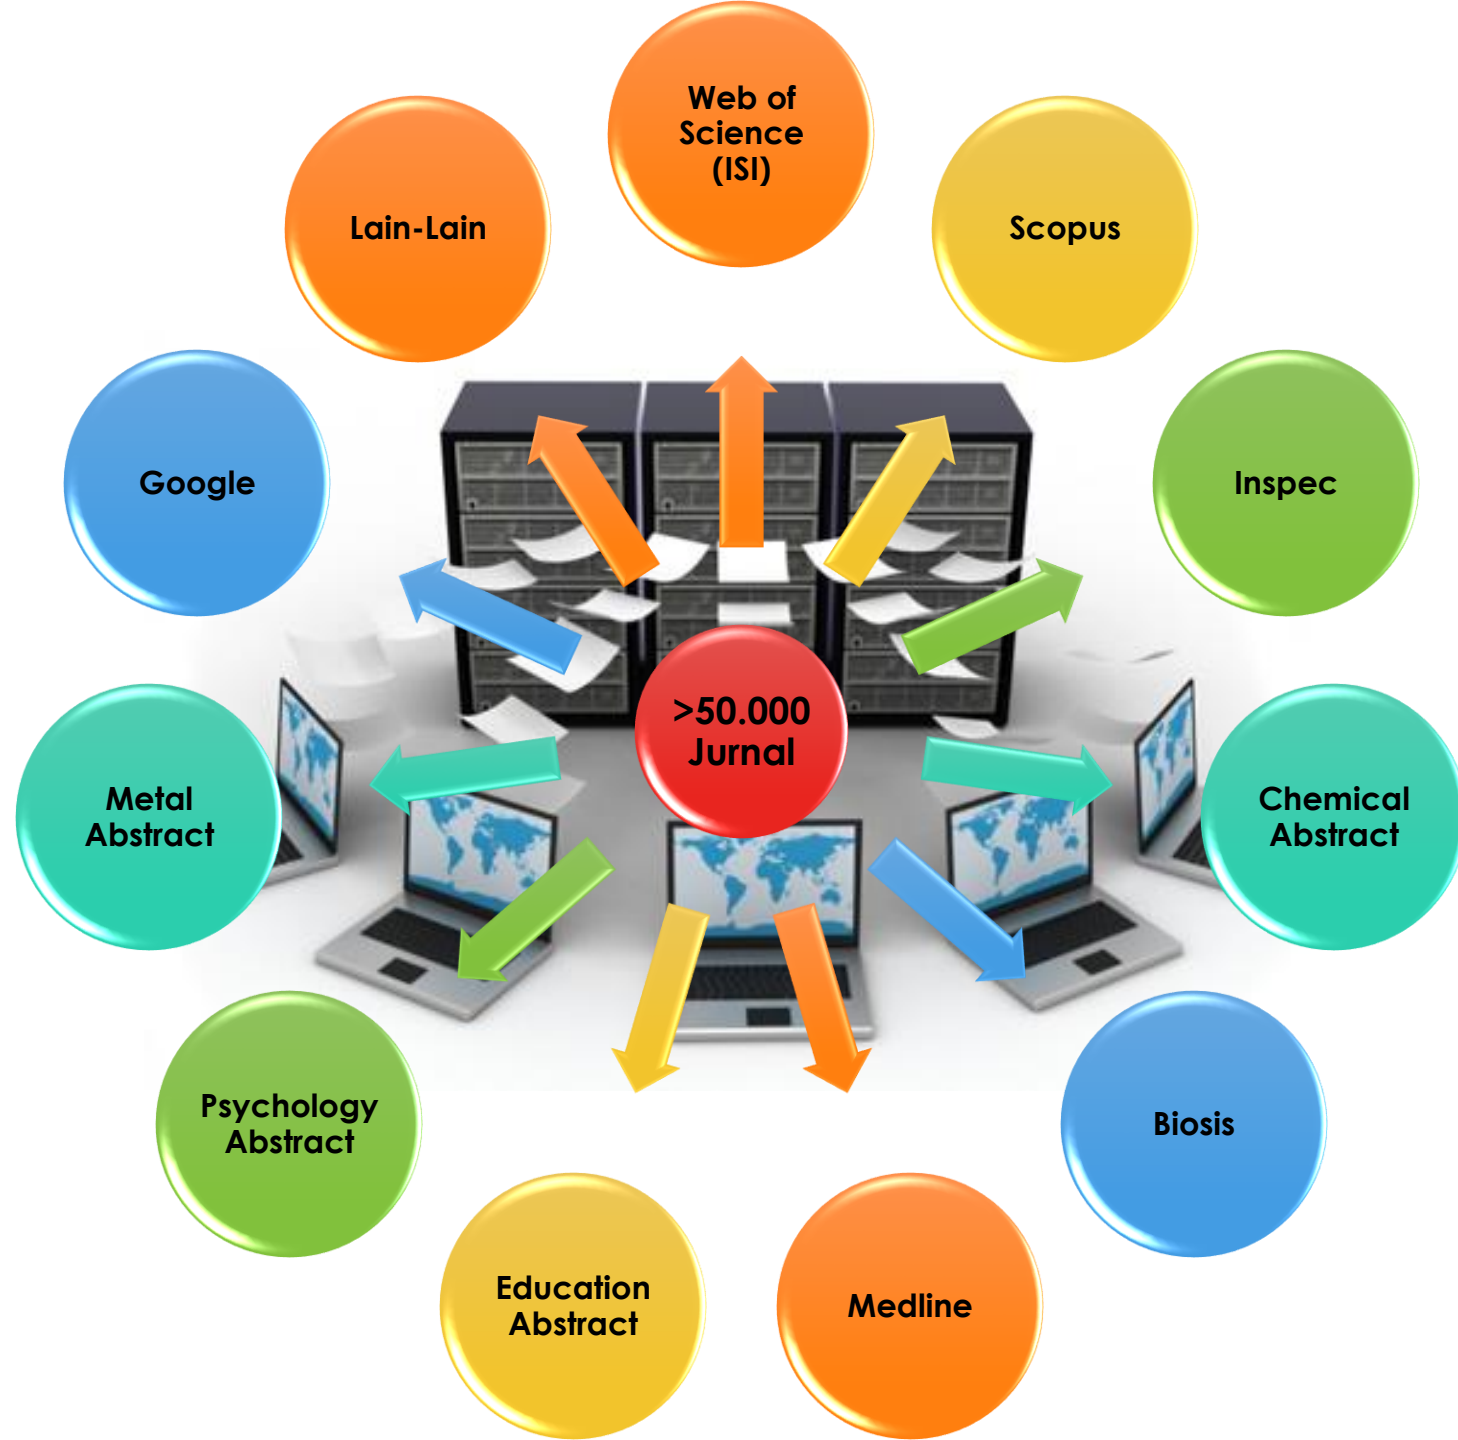 Web of
Science
(ISI)
Scopus
Inspec
Chemical
Abstract
Biosis
Medline
Education
Abstract
Psychology
Abstract
Metal
Abstract
Google
Lain-Lain
>50.000
Jurnal